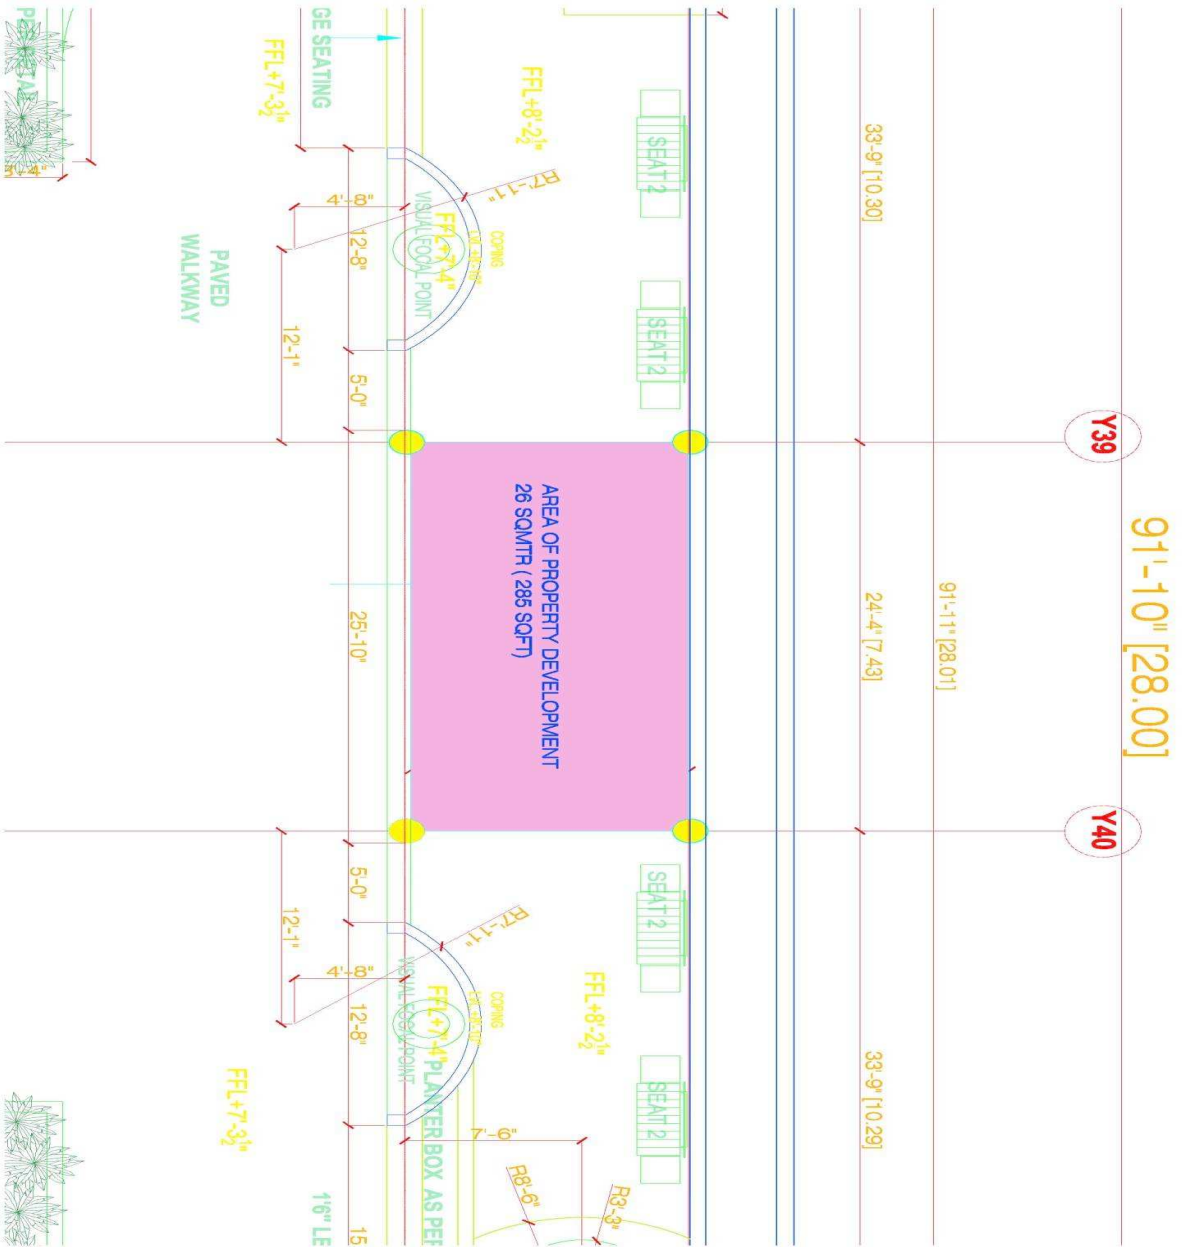 GE SEATING
FFL+7'-3½"
FFL+8'-2½"
SEAT 2
33'-9" [10.30]
R7'-11"
4'-8"
VISUAL FOCAL POINT
FFL+7'-4"
COPING
12'-8"
PAVED
WALKWAY
12'-1"
SEAT 2
5'-0"
Y39
91'-10" [28.00]
AREA OF PROPERTY DEVELOPMENT
26 SQMTR ( 285 SQFT)
25'-10"
24'-4" [7.43]
91'-11" [28.01]
Y40
5'-0"
SEAT 2
12'-1"
R7'-11"
VISUAL FOCAL POINT
FFL+7'-4"
COPING
12'-8"
FFL+8'-2½"
33'-9" [10.29]
SEAT 2
FFL+7'-3½"
PLANTER BOX AS PER
7'-6"
R8'-6"
R3'-3"
1'6" LE
15